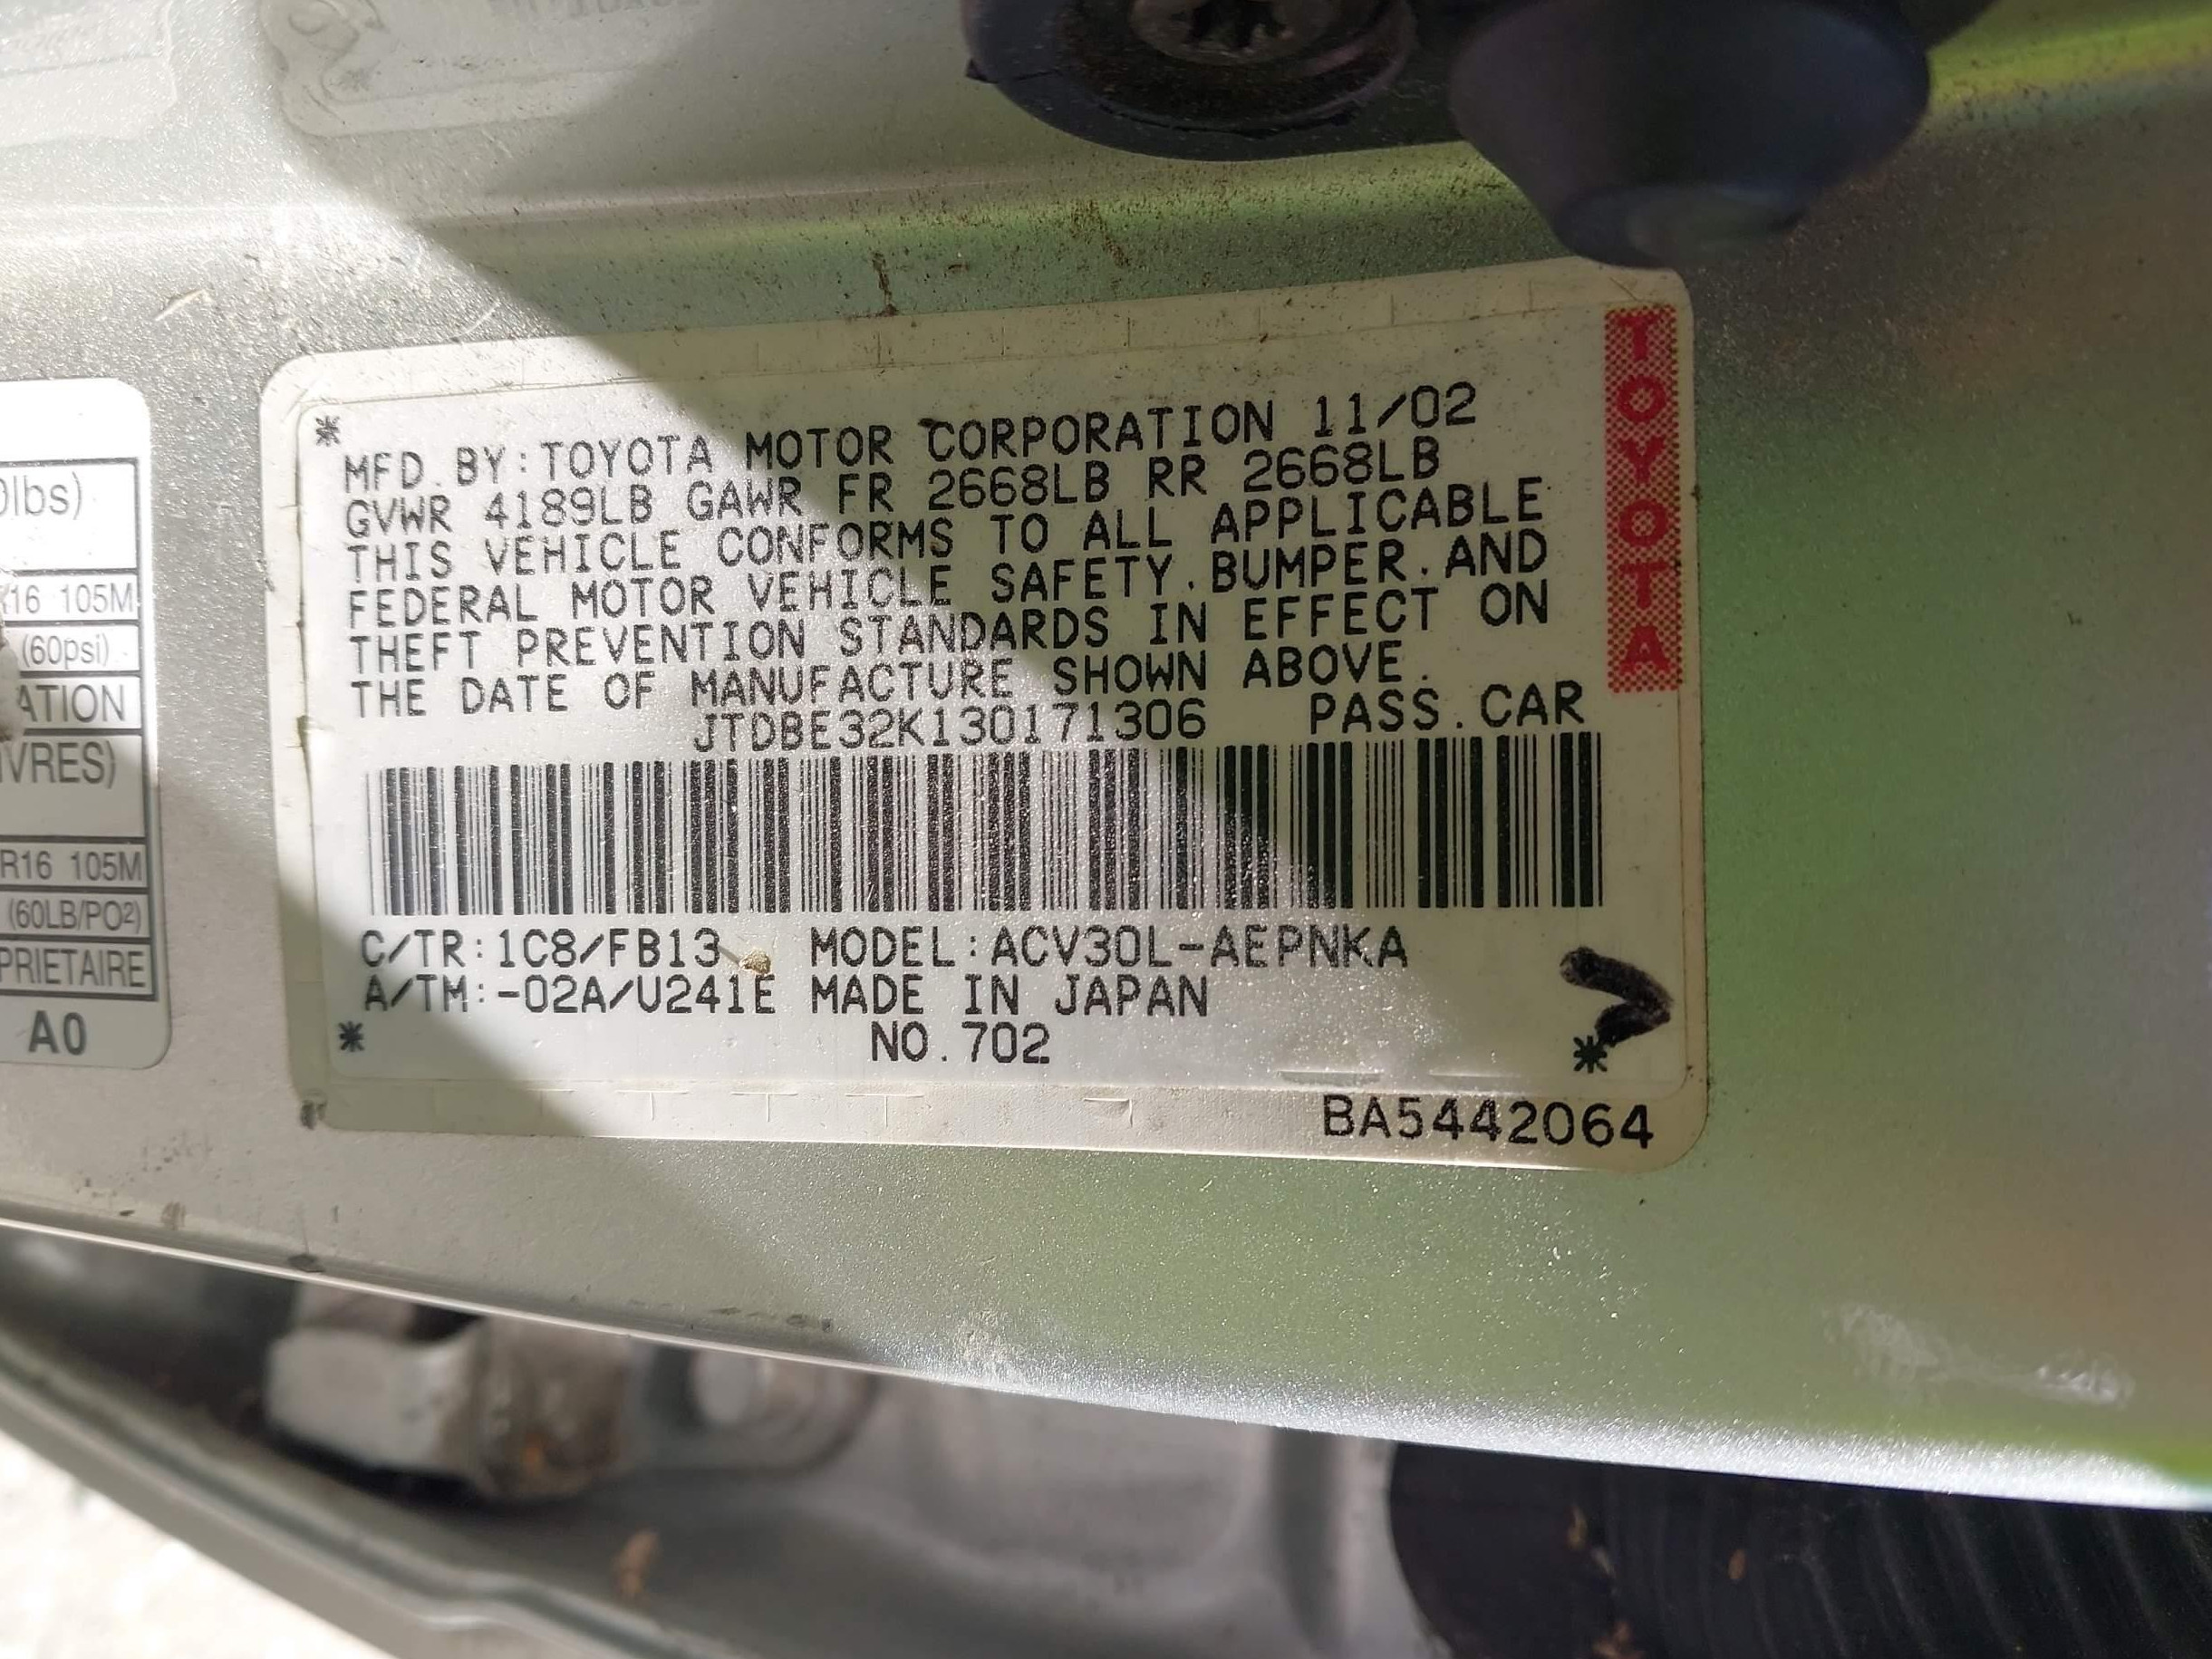 TOYOTA
MFD.BY:TOYOTA MOTOR CORPORATION 11/02
GVWR 4189LB GAWR FR 2668LB RR 2668LB
THIS VEHICLE CONFORMS TO ALL APPLICABLE
FEDERAL MOTOR VEHICLE SAFETY.BUMPER.AND
THEFT PREVENTION STANDARDS IN EFFECT ON
THE DATE OF MANUFACTURE SHOWN ABOVE.
JTDBE32K130171306 PASS.CAR
C/TR:1C8/FB13 MODEL:ACV30L-AEPNKA
A/TM:-02A/U241E MADE IN JAPAN
NO.702
BA5442064
0lbs)
R16 105M
(60psi)
ATION
IVRES)
R16 105M
(60LB/PO²)
PRIETAIRE
A0